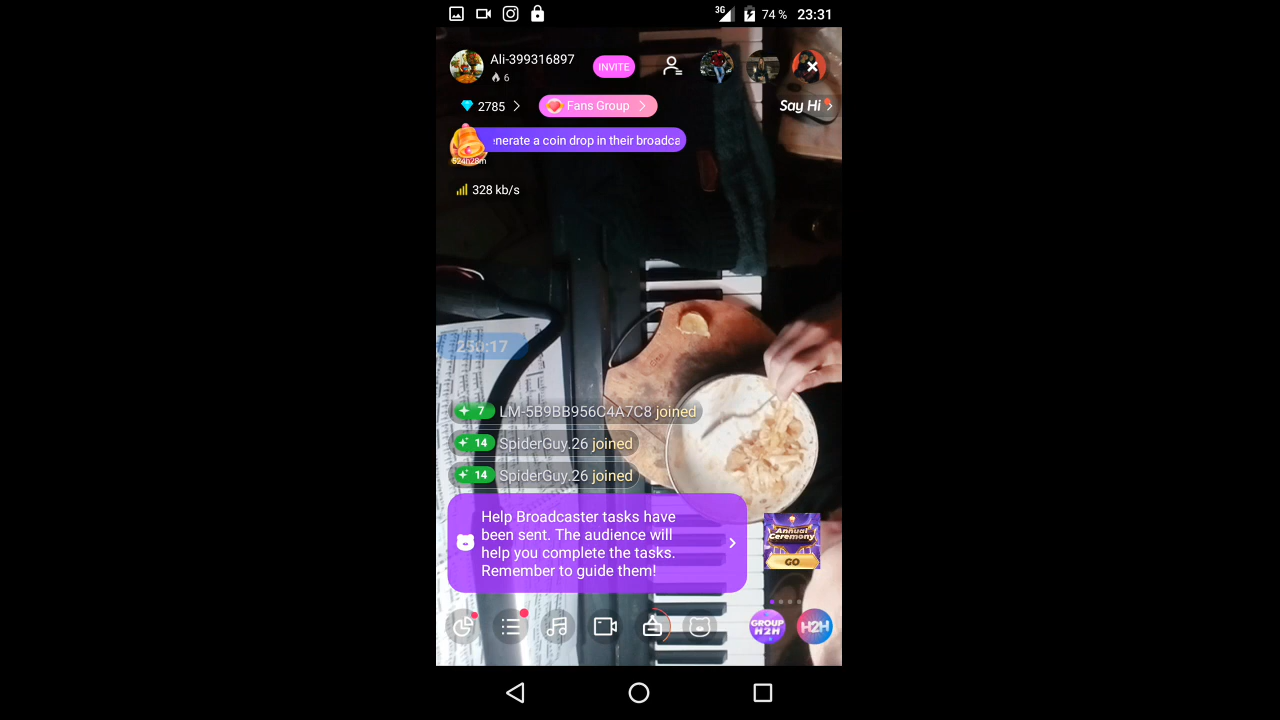 3G 74 % 23:31
Ali-399316897
6
INVITE
2785
Fans Group
Say Hi
enerate a coin drop in their broadca
328 kb/s
:17
7 LM-5B9BB956C4A7C8 joined
14 SpiderGuy.26 joined
14 SpiderGuy.26 joined
Help Broadcaster tasks have
been sent. The audience will
help you complete the tasks.
Remember to guide them!
Annual
Ceremony
GO
GROUP
H2H
H2H